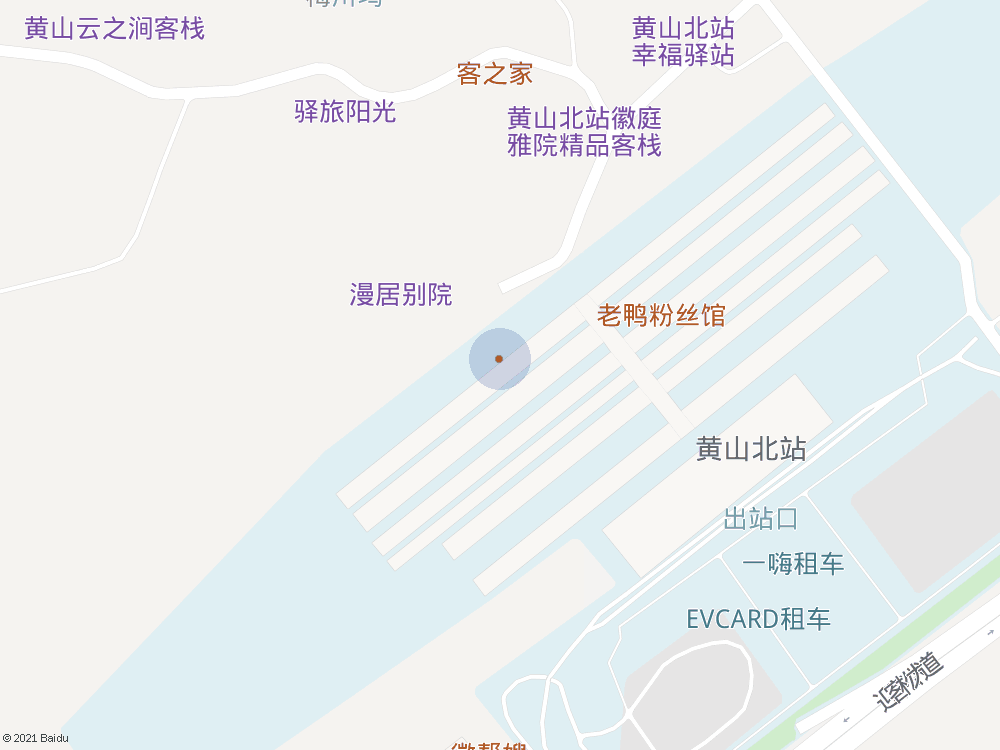 黄山云之涧客栈
黄山北站
幸福驿站
客之家
驿旅阳光
黄山北站徽庭
雅院精品客栈
漫居别院
老鸭粉丝馆
黄山北站
出站口
一嗨租车
EVCARD租车
迎客大道
© 2021 Baidu